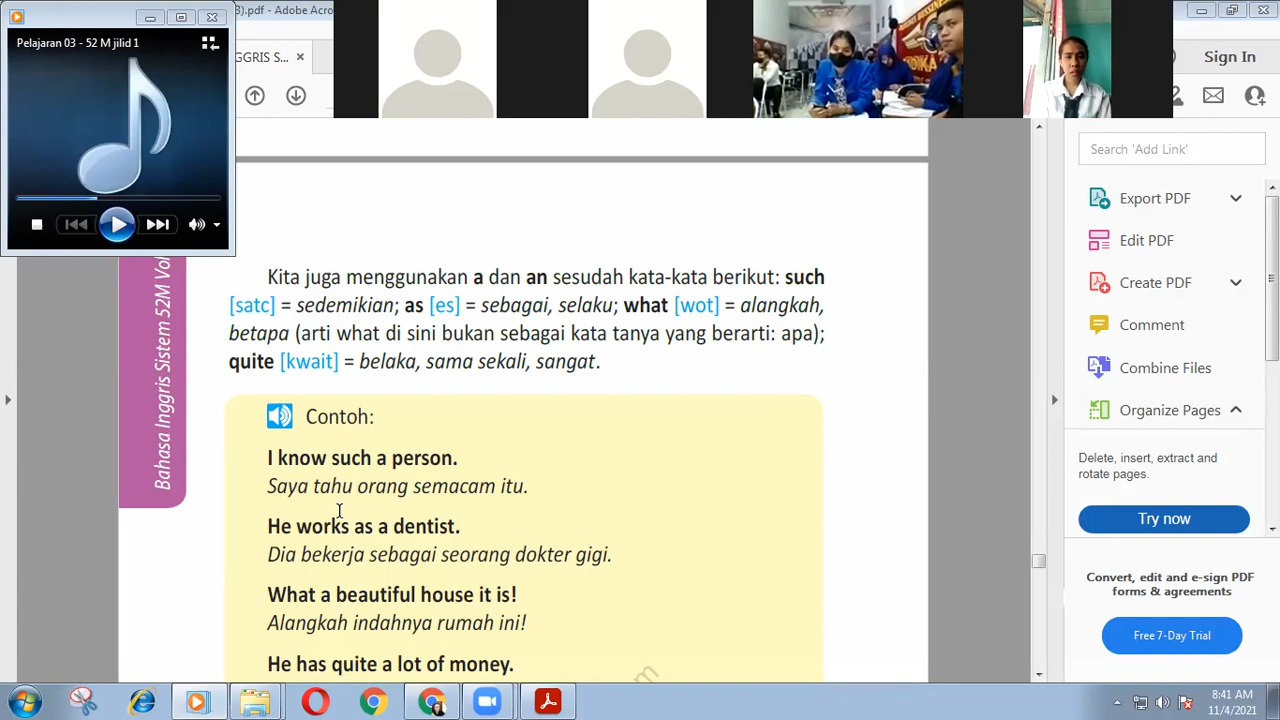 3).pdf - Adobe Acro
Pelajaran 03 - 52 M jilid 1
GGRIS S...
Sign In
Search 'Add Link'
Export PDF
Edit PDF
Create PDF
Comment
Combine Files
Organize Pages
Delete, insert, extract and
rotate pages.
Try now
Convert, edit and e-sign PDF
forms & agreements
Free 7-Day Trial
Bahasa Inggris Sistem 52M Vol
Kita juga menggunakan a dan an sesudah kata-kata berikut: such
[satc] = sedemikian; as [es] = sebagai, selaku; what [wot] = alangkah,
betapa (arti what di sini bukan sebagai kata tanya yang berarti: apa);
quite [kwait] = belaka, sama sekali, sangat.
Contoh:
I know such a person.
Saya tahu orang semacam itu.
He works as a dentist.
Dia bekerja sebagai seorang dokter gigi.
What a beautiful house it is!
Alangkah indahnya rumah ini!
He has quite a lot of money.
8:41 AM
11/4/2021